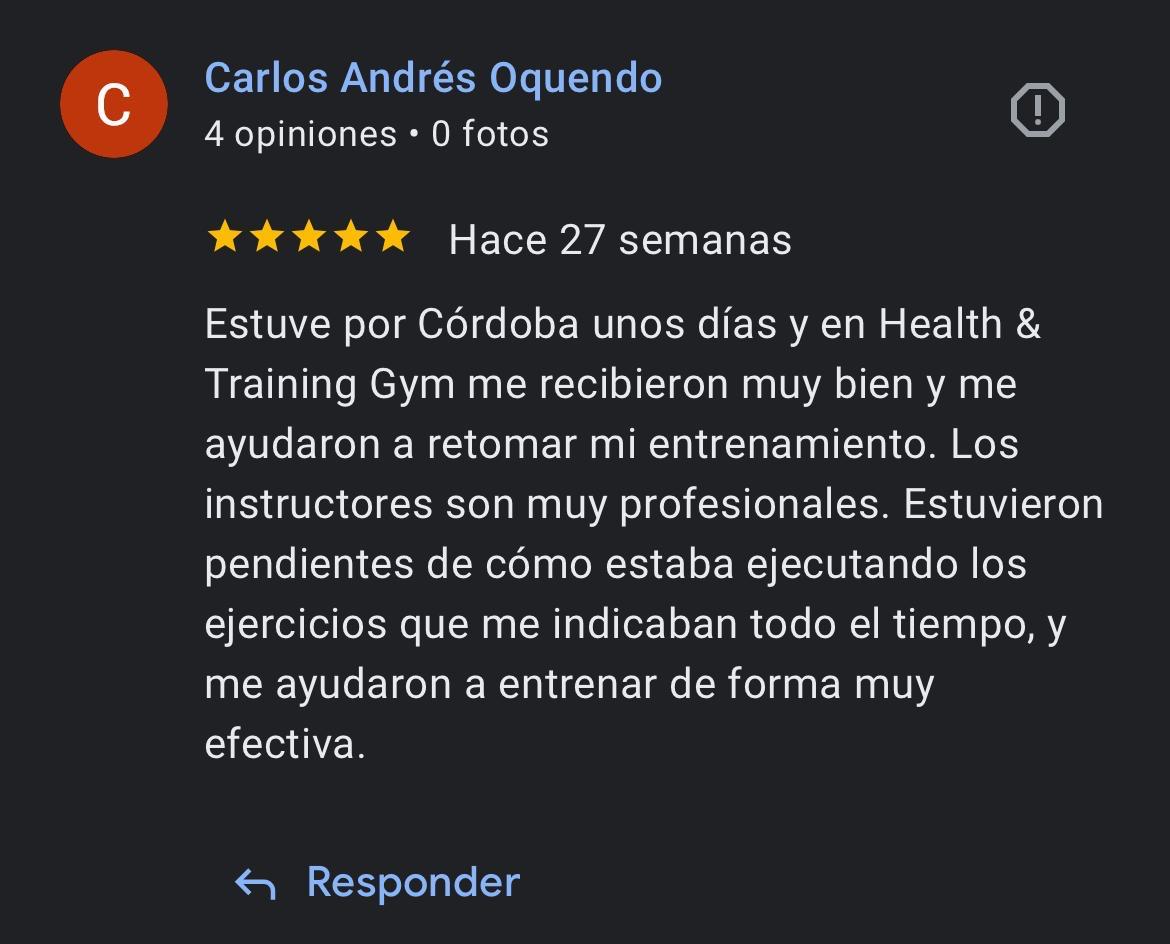 C
Carlos Andrés Oquendo
4 opiniones • 0 fotos
Hace 27 semanas
Estuve por Córdoba unos días y en Health &
Training Gym me recibieron muy bien y me
ayudaron a retomar mi entrenamiento. Los
instructores son muy profesionales. Estuvieron
pendientes de cómo estaba ejecutando los
ejercicios que me indicaban todo el tiempo, y
me ayudaron a entrenar de forma muy
efectiva.
Responder